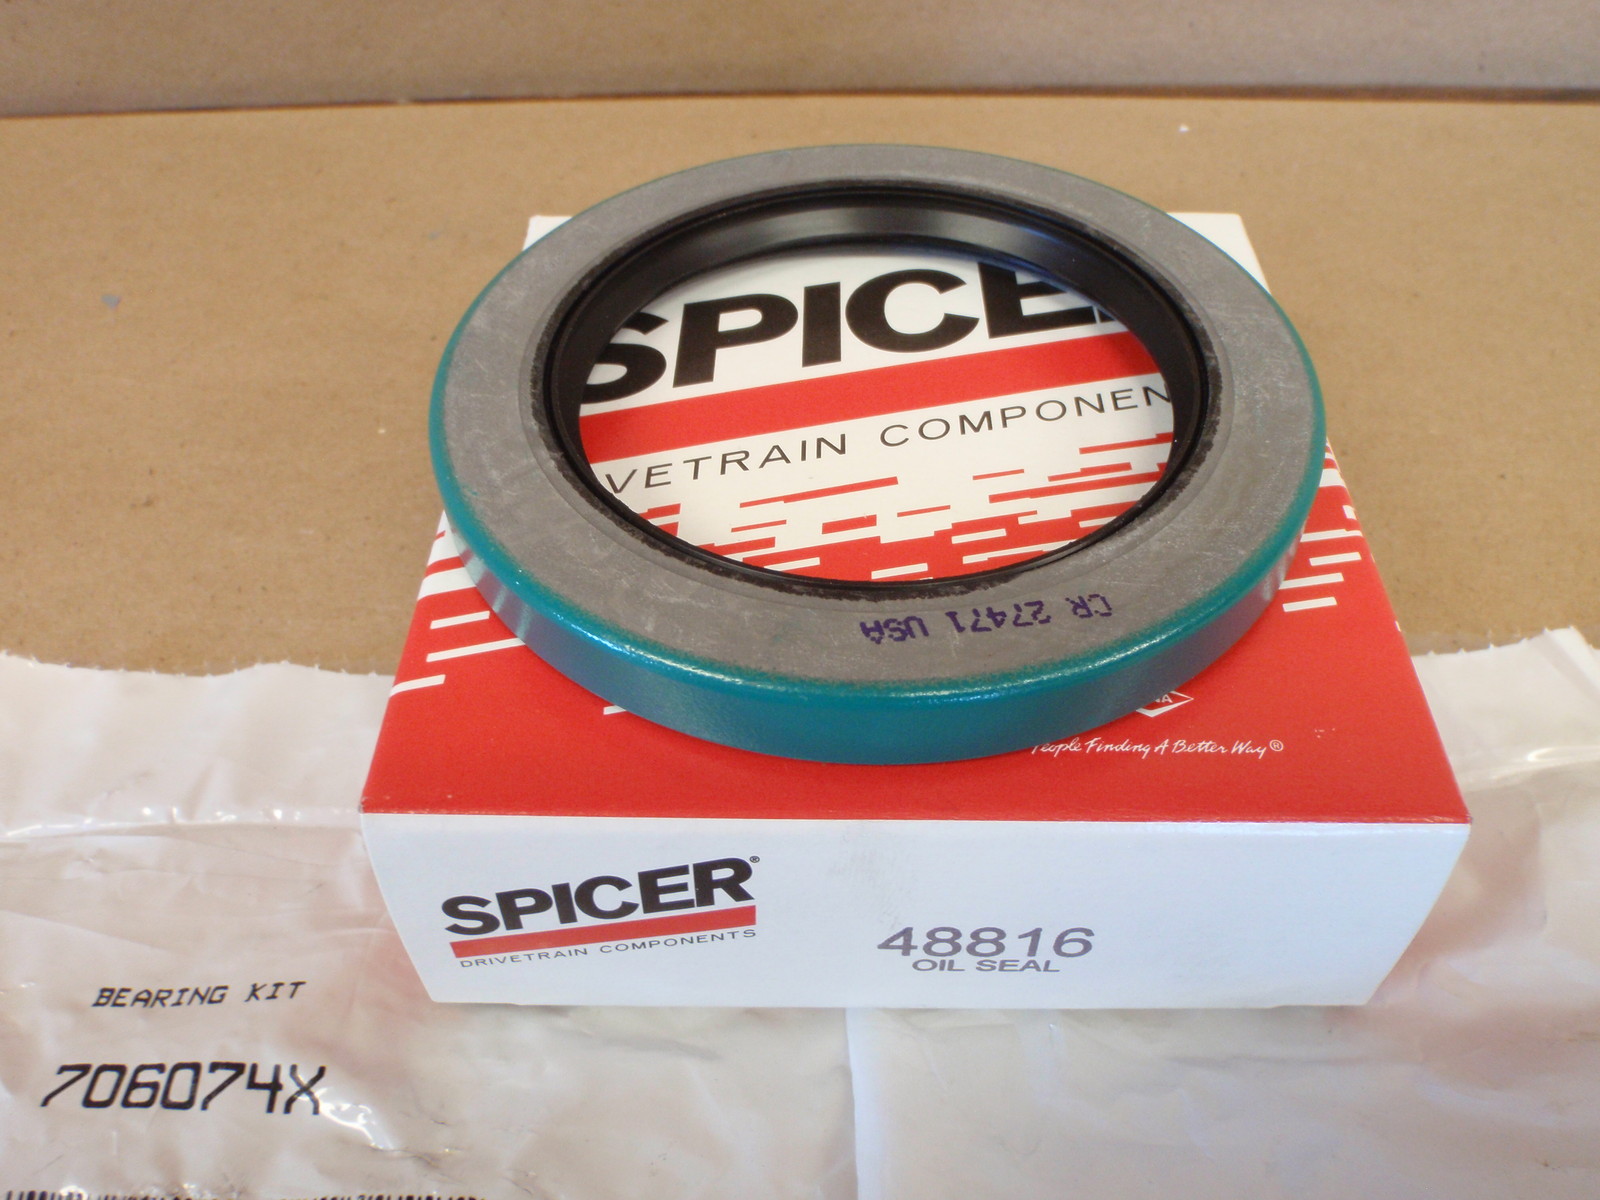 SPICE
VETRAIN COMPONEN
CR 27471 USA
People Finding A Better Way®
SPICER®
DRIVETRAIN COMPONENTS
48816
OIL SEAL
BEARING KIT
706074X